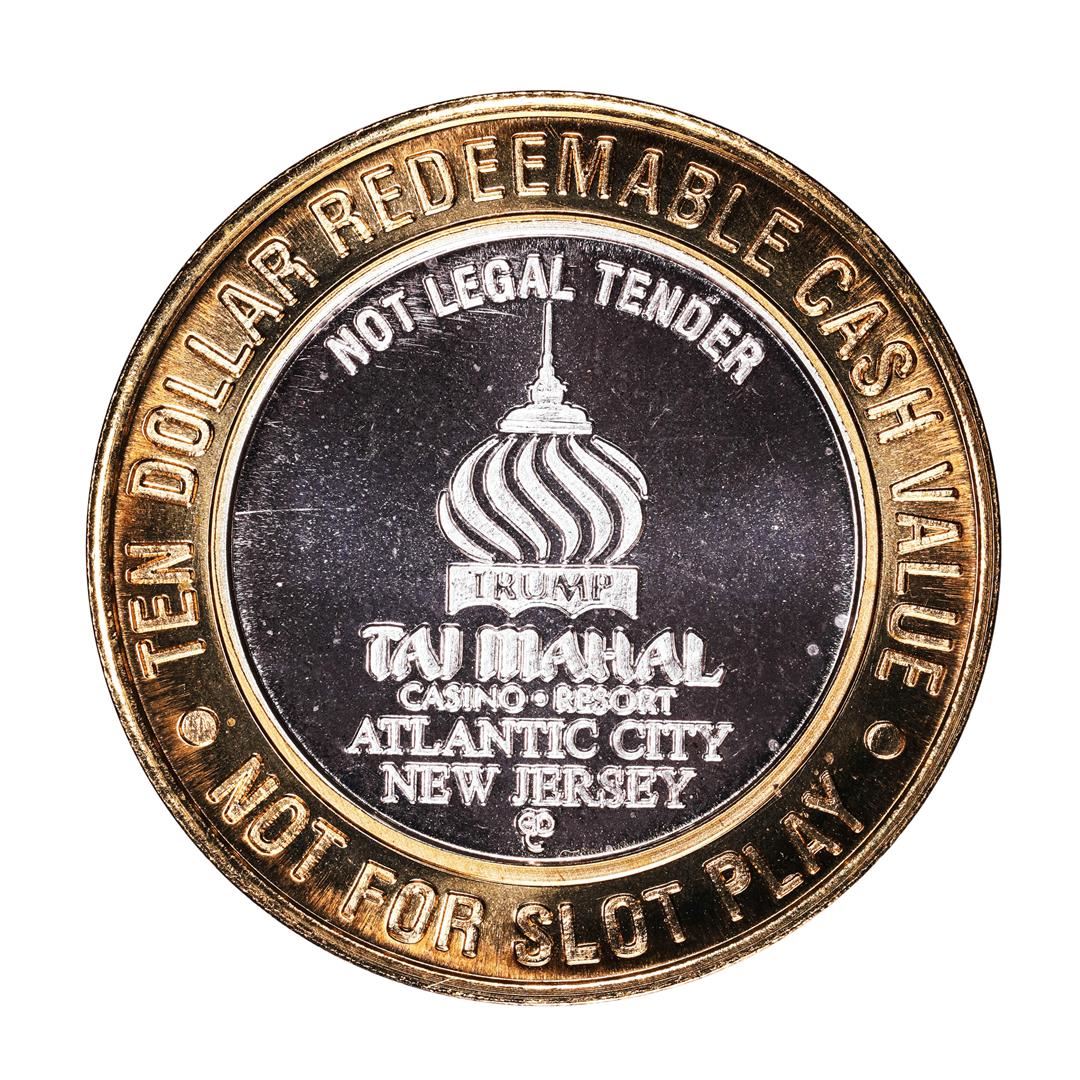 TEN DOLLAR REDEEMABLE CASH VALUE
NOT LEGAL TENDER
TRUMP
TAJ MAHAL
CASINO • RESORT
ATLANTIC CITY
NEW JERSEY
NOT FOR SLOT PLAY